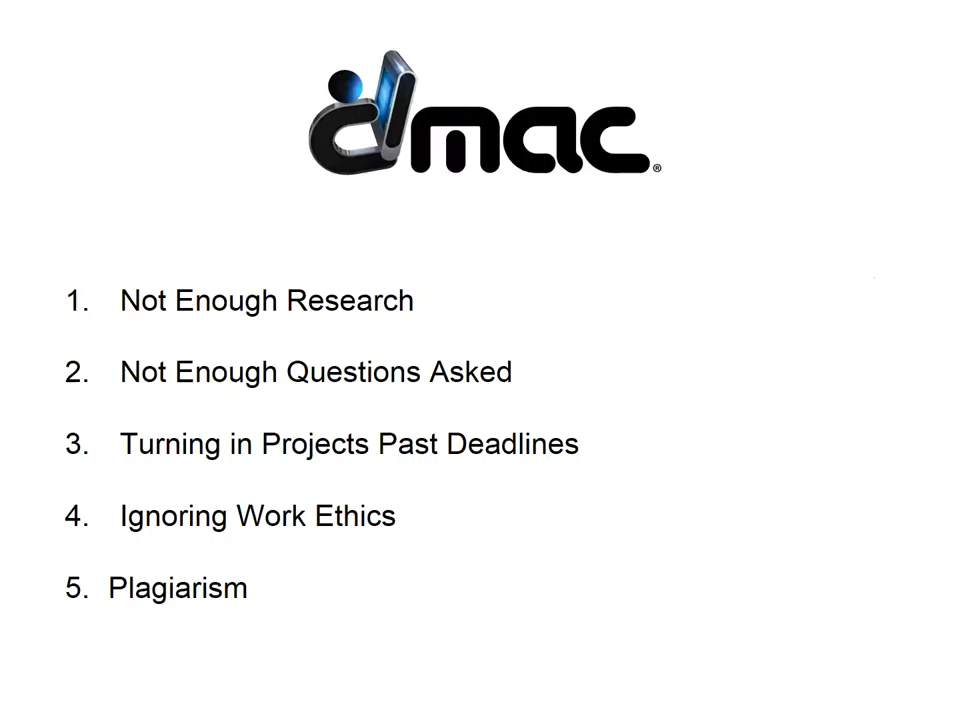 dmac®
1. Not Enough Research
2. Not Enough Questions Asked
3. Turning in Projects Past Deadlines
4. Ignoring Work Ethics
5. Plagiarism